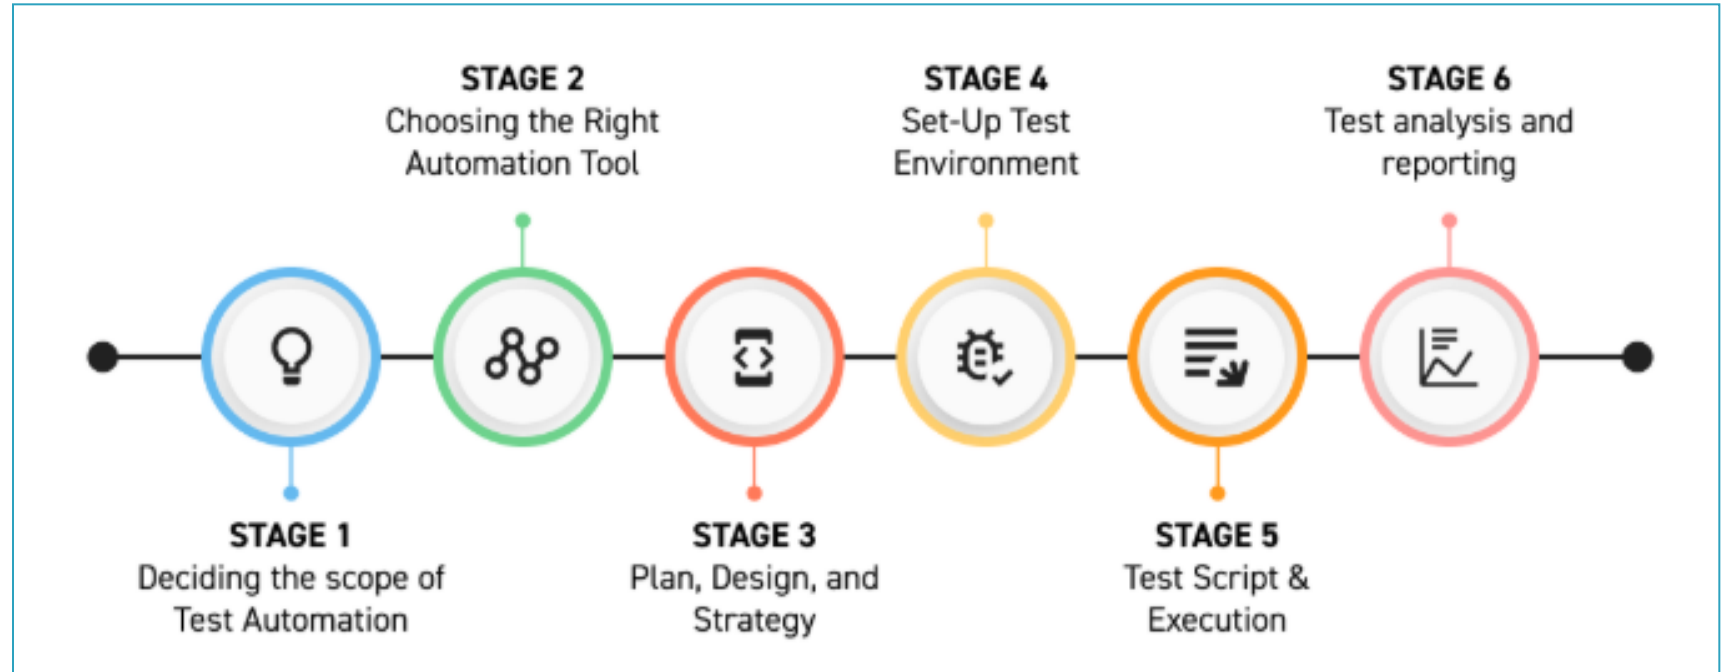 STAGE 1
Deciding the scope of
Test Automation
STAGE 2
Choosing the Right
Automation Tool
STAGE 3
Plan, Design, and
Strategy
STAGE 4
Set-Up Test
Environment
STAGE 5
Test Script &
Execution
STAGE 6
Test analysis and
reporting